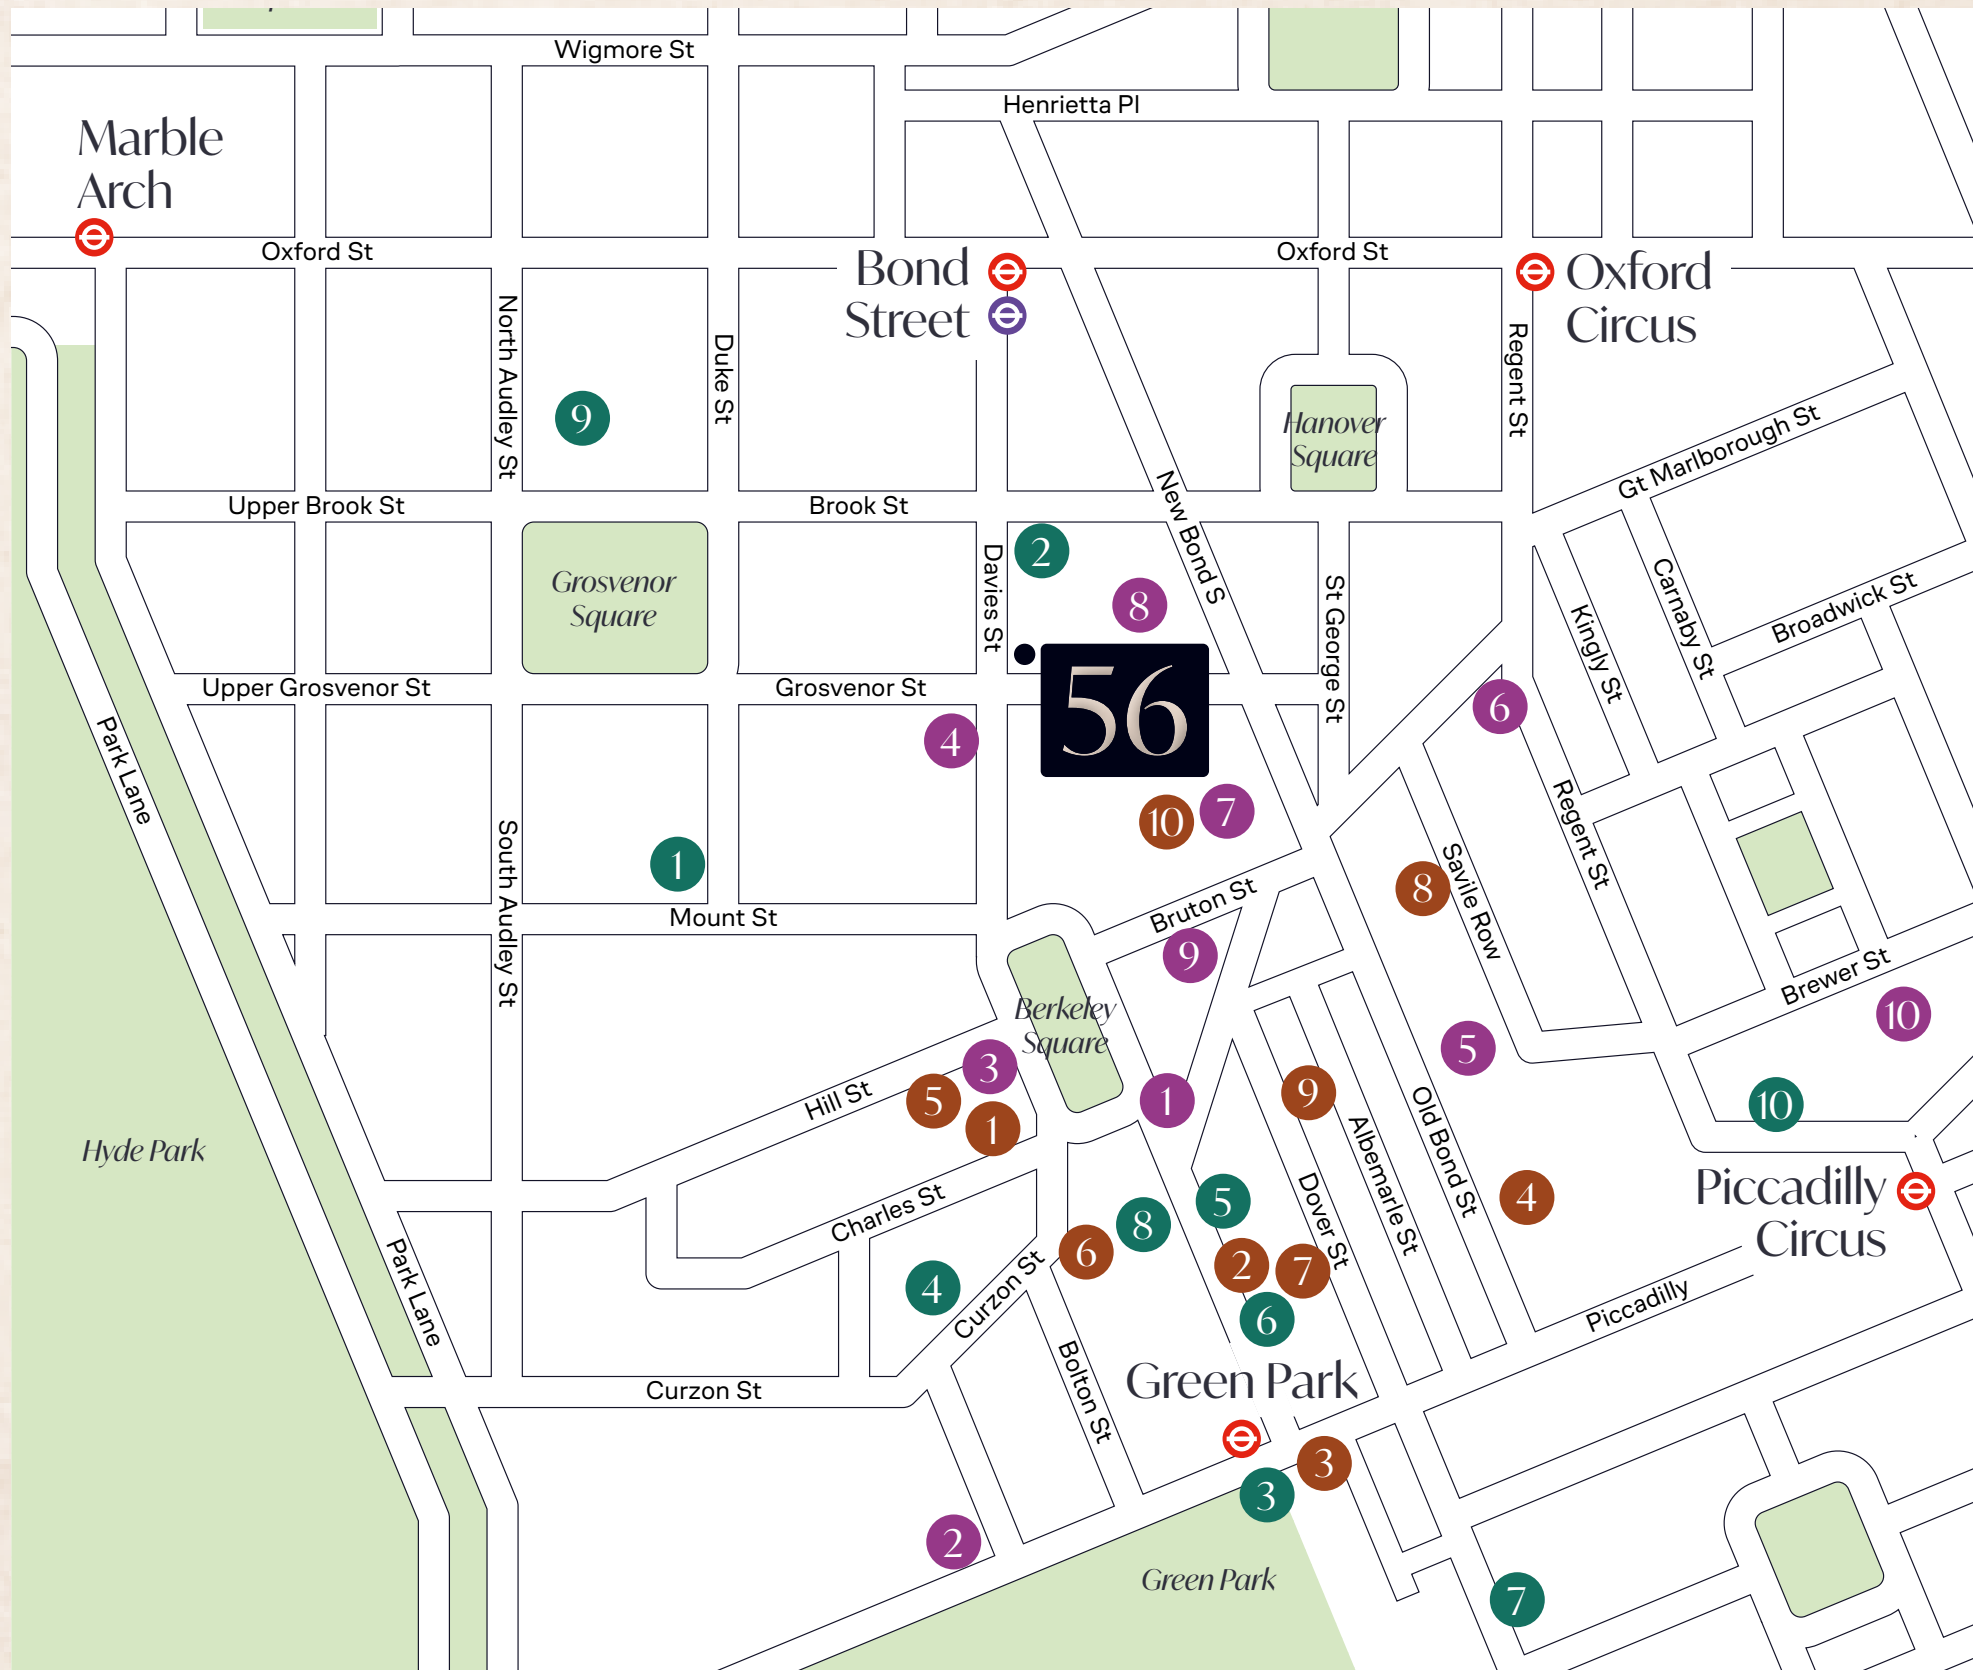 Wigmore St
Henrietta Pl
Marble
Arch
Oxford St
Oxford St
Bond
Street
Oxford
Circus
North Audley St
Duke St
Regent St
9
Hanover
Square
Gt Marlborough St
Upper Brook St
Brook St
New Bond S
Grosvenor
Square
Davies St
2
8
St George St
Kingly St
Carnaby St
Broadwick St
Upper Grosvenor St
Grosvenor St
56
6
4
Park Lane
10
7
Regent St
1
South Audley St
8
Savile Row
Mount St
Bruton St
9
Brewer St
10
Berkeley
Square
3
5
Hill St
5
1
1
9
10
Hyde Park
Old Bond St
Albemarle St
Charles St
5
8
Dover St
4
Piccadilly
Circus
Park Lane
4
Curzon St
6
2
7
6
Piccadilly
Curzon St
Bolton St
Green Park
3
3
2
Green Park
7